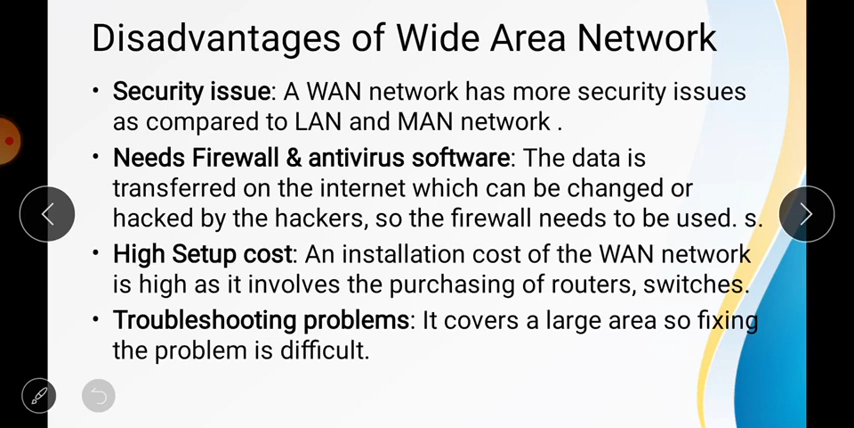 Disadvantages of Wide Area Network
• Security issue: A WAN network has more security issues
as compared to LAN and MAN network .
• Needs Firewall & antivirus software: The data is
transferred on the internet which can be changed or
hacked by the hackers, so the firewall needs to be used. s.
• High Setup cost: An installation cost of the WAN network
is high as it involves the purchasing of routers, switches.
• Troubleshooting problems: It covers a large area so fixing
the problem is difficult.